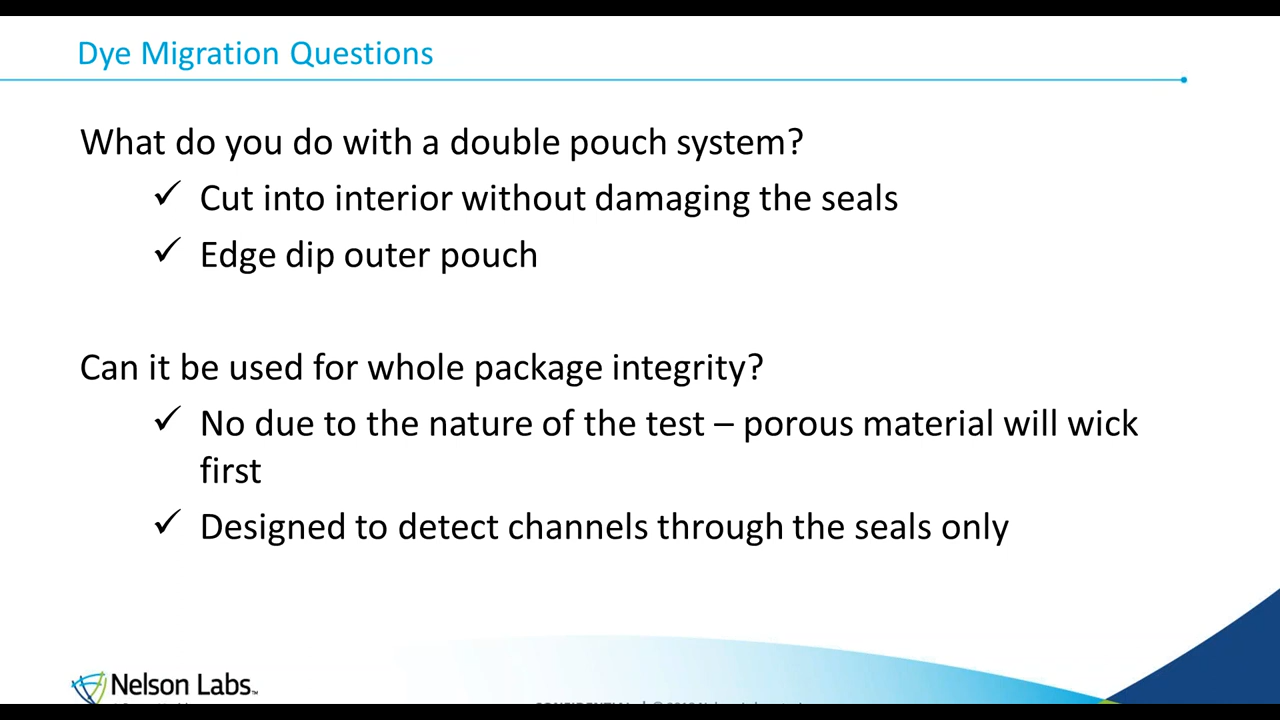 Dye Migration Questions
What do you do with a double pouch system?
✓ Cut into interior without damaging the seals
✓ Edge dip outer pouch
Can it be used for whole package integrity?
✓ No due to the nature of the test – porous material will wick
first
✓ Designed to detect channels through the seals only
Nelson Labs™